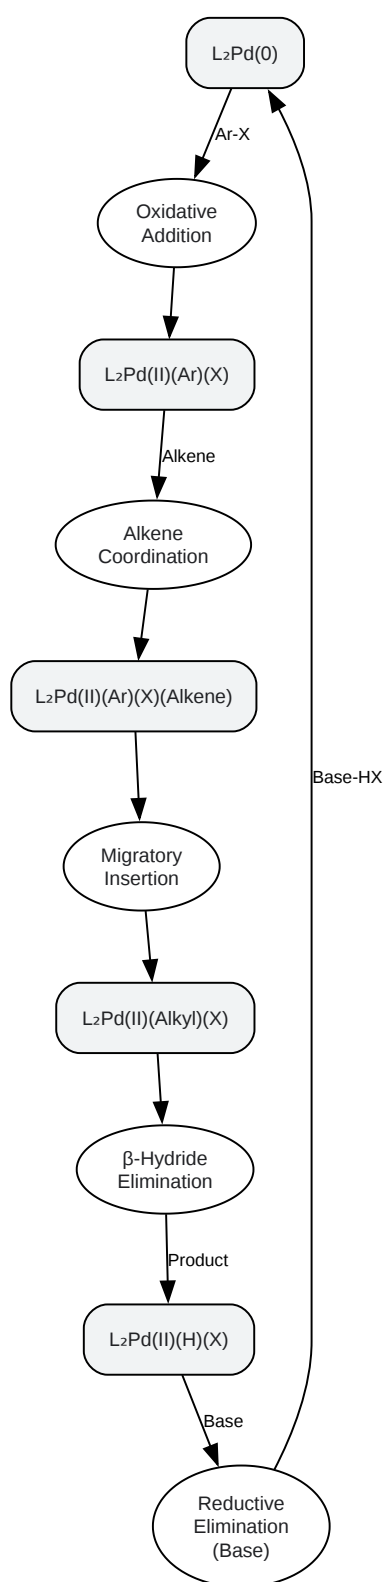 L₂Pd(0)
Ar-X
Oxidative
Addition
L₂Pd(II)(Ar)(X)
Alkene
Alkene
Coordination
L₂Pd(II)(Ar)(X)(Alkene)
Base-HX
Migratory
Insertion
L₂Pd(II)(Alkyl)(X)
β-Hydride
Elimination
Product
L₂Pd(II)(H)(X)
Base
Reductive
Elimination
(Base)